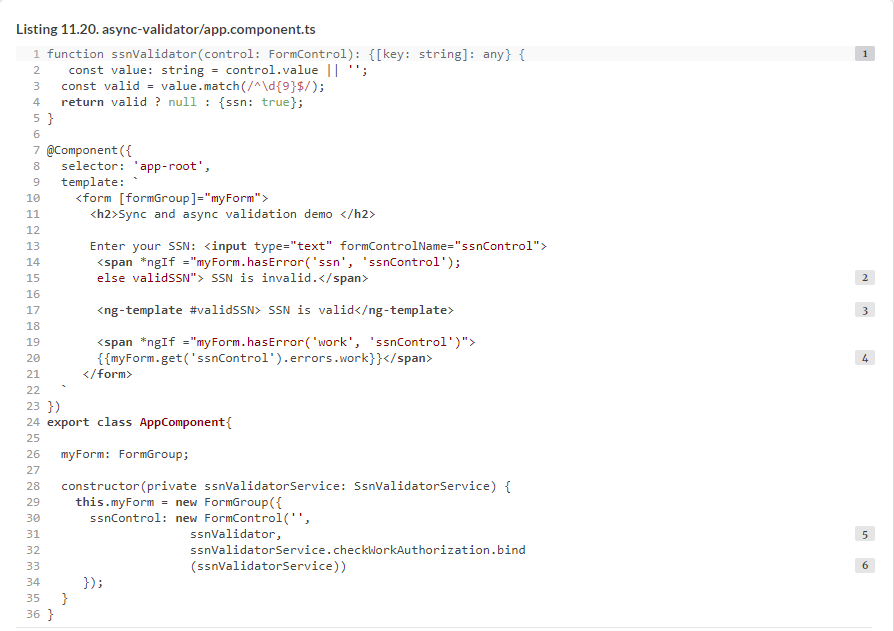 Listing 11.20. async-validator/app.component.ts
1 function ssnValidator(control: FormControl): {[key: string]: any} { 1
2 const value: string = control.value || '';
3 const valid = value.match(/^\d{9}$/);
4 return valid ? null : {ssn: true};
5 }
6
7 @Component({
8 selector: 'app-root',
9 template: `
10 <form [formGroup]="myForm">
11 <h2>Sync and async validation demo </h2>
12
13 Enter your SSN: <input type="text" formControlName="ssnControl">
14 <span *ngIf ="myForm.hasError('ssn', 'ssnControl');
15 else validSSN"> SSN is invalid.</span> 2
16
17 <ng-template #validSSN> SSN is valid</ng-template> 3
18
19 <span *ngIf ="myForm.hasError('work', 'ssnControl')">
20 {{myForm.get('ssnControl').errors.work}}</span> 4
21 </form>
22 `
23 })
24 export class AppComponent{
25
26 myForm: FormGroup;
27
28 constructor(private ssnValidatorService: SsnValidatorService) {
29 this.myForm = new FormGroup({
30 ssnControl: new FormControl('',
31 ssnValidator, 5
32 ssnValidatorService.checkWorkAuthorization.bind
33 (ssnValidatorService)) 6
34 });
35 }
36 }